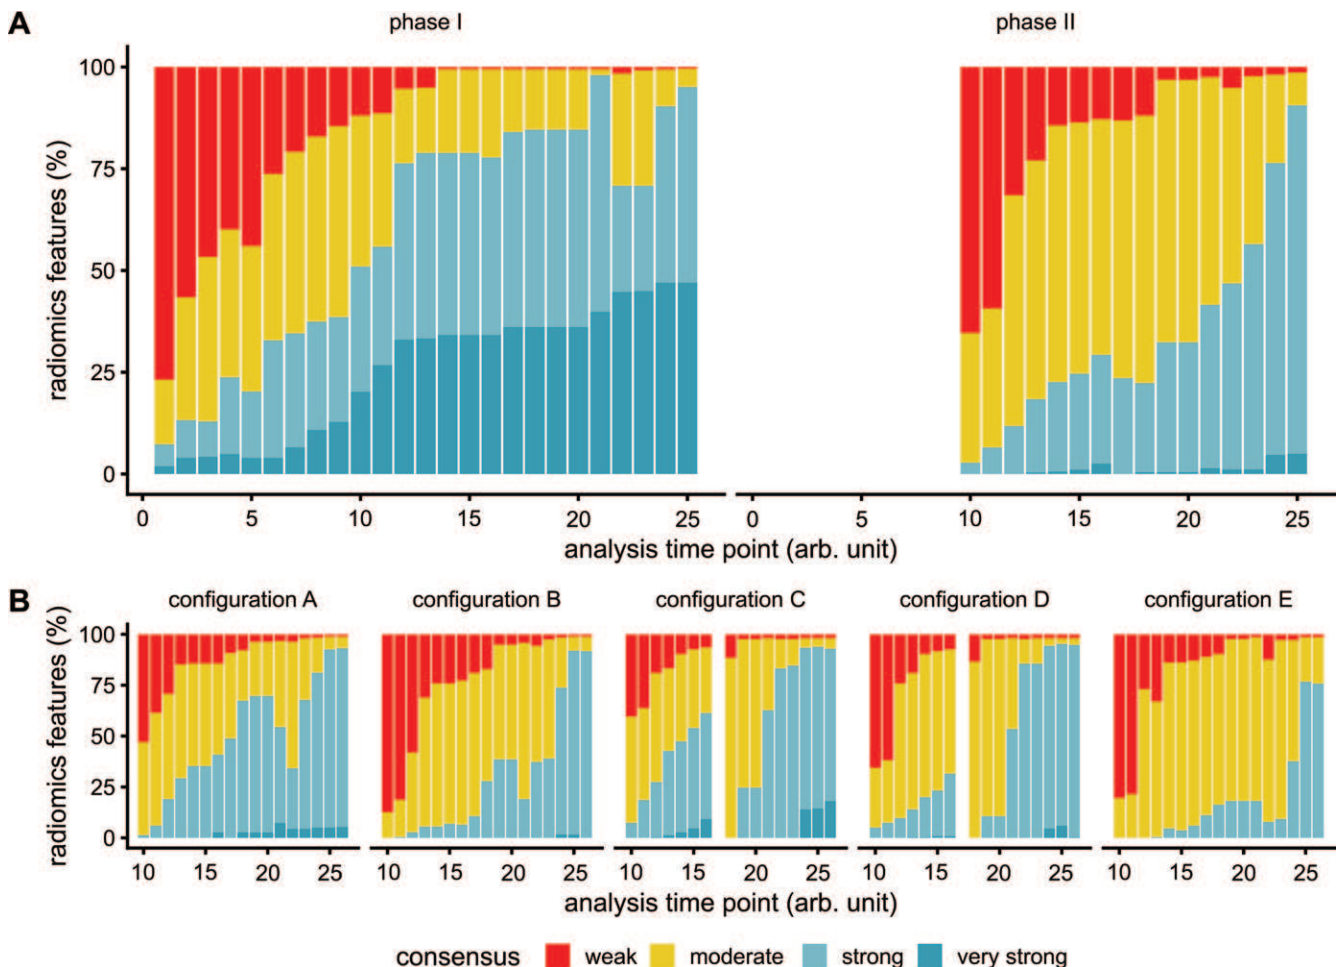 A
phase I
phase II
radiomics features (%)
100
75
50
25
0
0 5 10 15 20 25
0 5 10 15 20 25
analysis time point (arb. unit)
B
configuration A
configuration B
configuration C
configuration D
configuration E
radiomics features (%)
100
75
50
25
0
10 15 20 25
10 15 20 25
10 15 20 25
10 15 20 25
10 15 20 25
analysis time point (arb. unit)
consensus weak moderate strong very strong